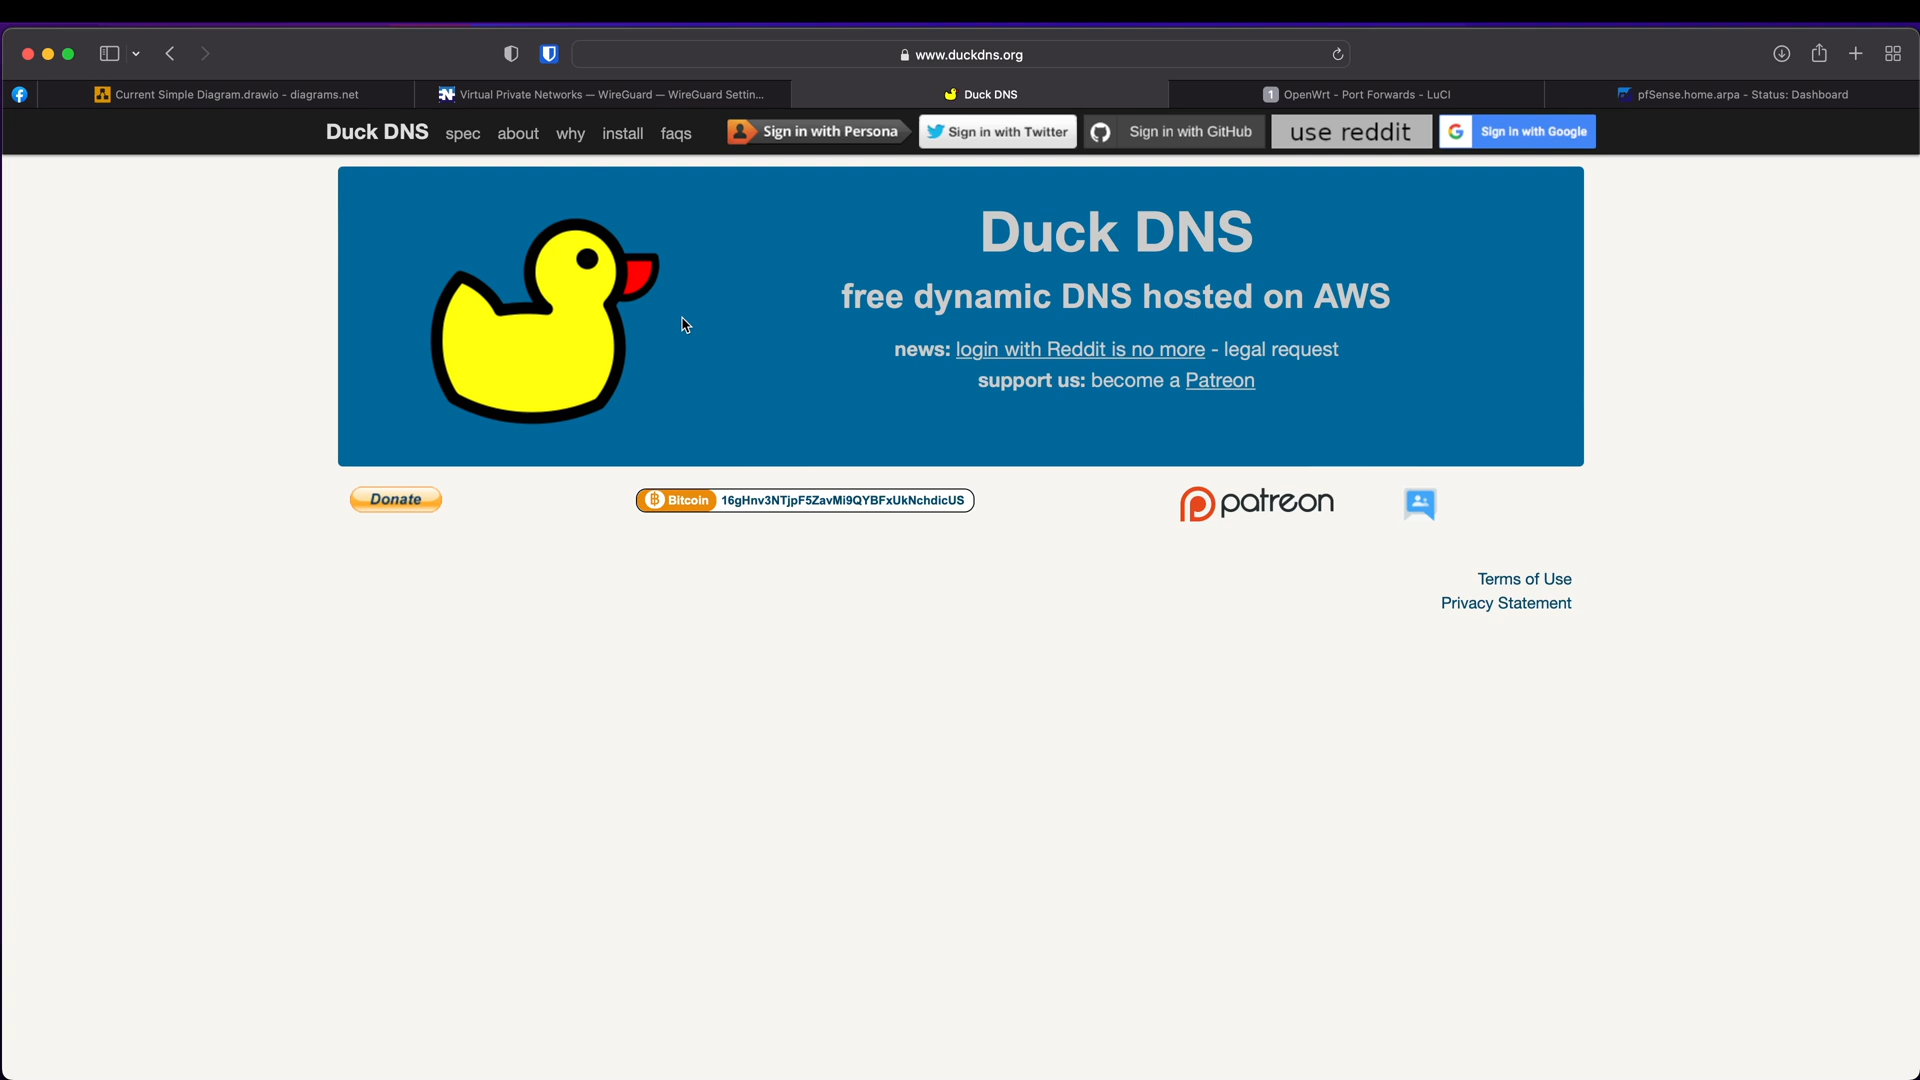 www.duckdns.org
Current Simple Diagram.drawio - diagrams.net
Virtual Private Networks — WireGuard — WireGuard Settin...
Duck DNS
1 OpenWrt - Port Forwards - LuCI
pfSense.home.arpa - Status: Dashboard
Duck DNS spec about why install faqs Sign in with Persona Sign in with Twitter Sign in with GitHub use reddit G Sign in with Google
Duck DNS
free dynamic DNS hosted on AWS
news: login with Reddit is no more - legal request
support us: become a Patreon
Donate
Bitcoin 16gHnv3NTjpF5ZavMi9QYBFxUkNchdicUS
patreon
Terms of Use
Privacy Statement